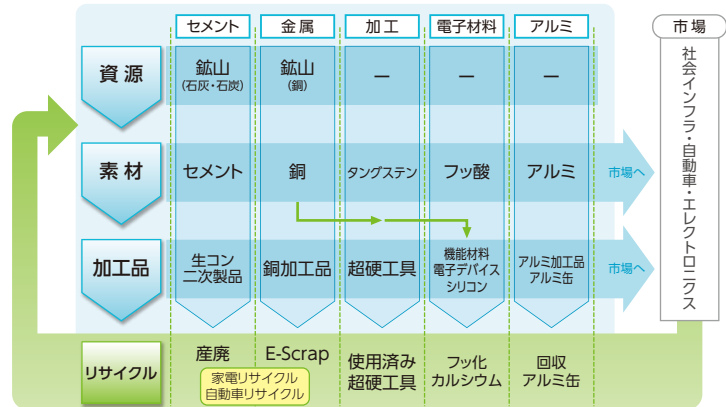 セメント
金属
加工
電子材料
アルミ
市場
資源
鉱山
(石灰・石炭)
鉱山
(銅)
—
—
—
社会インフラ・自動車・エレクトロニクス
素材
セメント
銅
タングステン
フッ酸
アルミ
市場へ
加工品
生コン
二次製品
銅加工品
超硬工具
機能材料
電子デバイス
シリコン
アルミ加工品
アルミ缶
市場へ
リサイクル
産廃
E-Scrap
家電リサイクル
自動車リサイクル
使用済み
超硬工具
フッ化
カルシウム
回収
アルミ缶